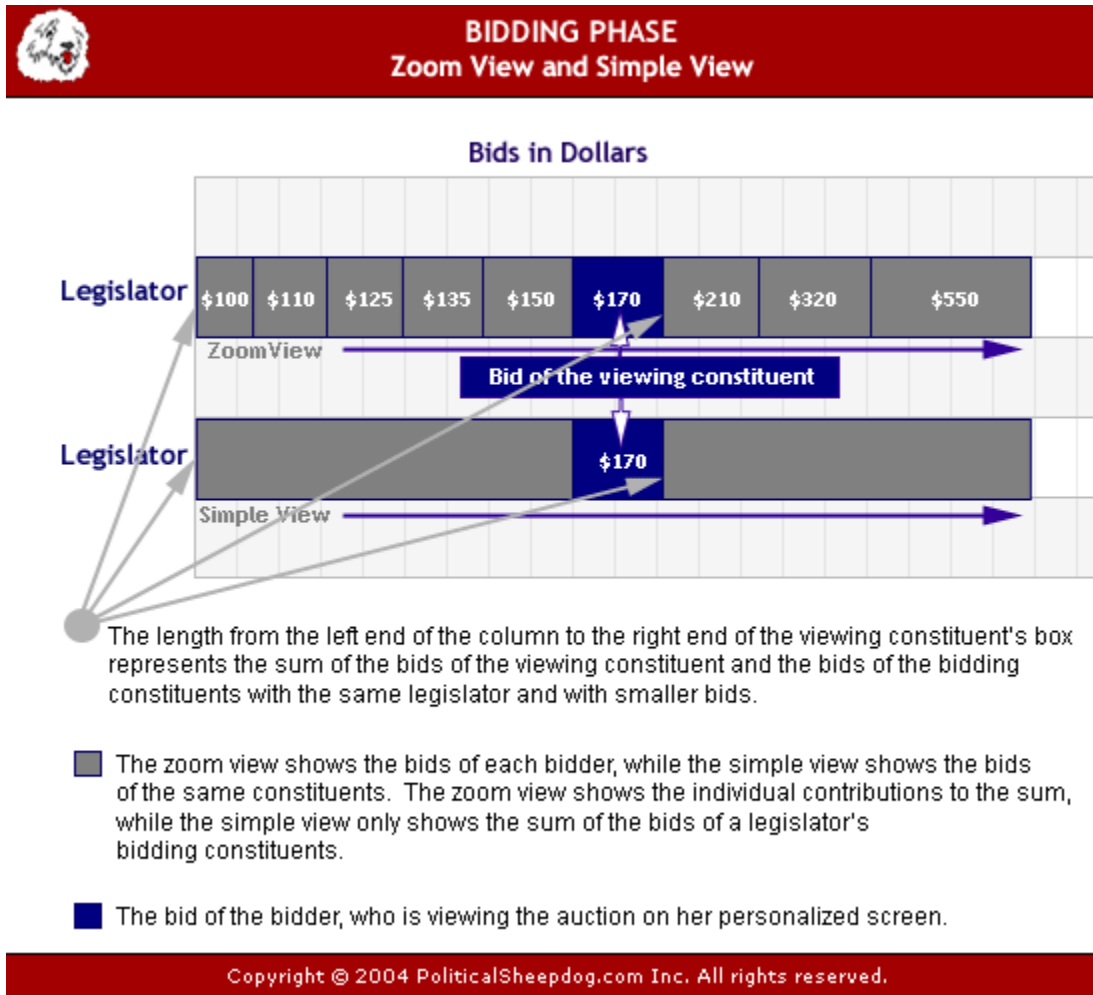 BIDDING PHASE
Zoom View and Simple View
Bids in Dollars
Legislator
$100 $110 $125 $135 $150 $170 $210 $320 $550
ZoomView
Bid of the viewing constituent
Legislator
$170
Simple View
The length from the left end of the column to the right end of the viewing constituent's box
represents the sum of the bids of the viewing constituent and the bids of the bidding
constituents with the same legislator and with smaller bids.
The zoom view shows the bids of each bidder, while the simple view shows the bids
of the same constituents. The zoom view shows the individual contributions to the sum,
while the simple view only shows the sum of the bids of a legislator's
bidding constituents.
The bid of the bidder, who is viewing the auction on her personalized screen.
Copyright © 2004 PoliticalSheepdog.com Inc. All rights reserved.